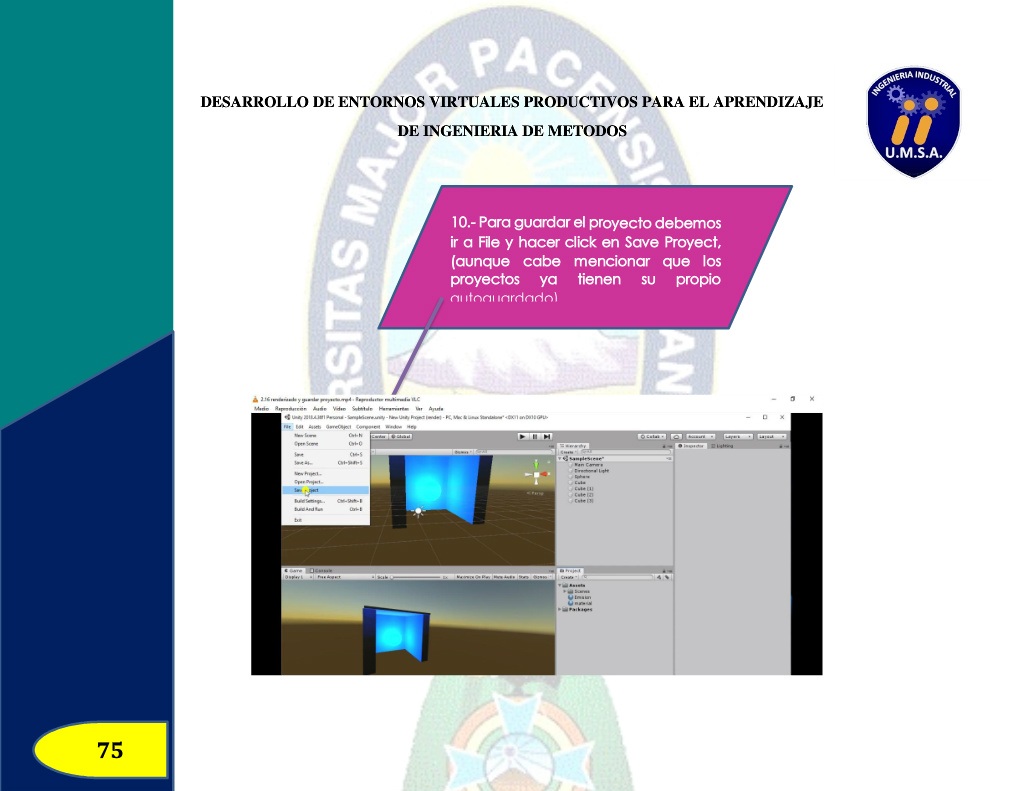 UNIVERSITAS MAJOR PACENSIS
DESARROLLO DE ENTORNOS VIRTUALES PRODUCTIVOS PARA EL APRENDIZAJE
DE INGENIERIA DE METODOS
INGENIERIA INDUSTRIAL
U.M.S.A.
10.- Para guardar el proyecto debemos
ir a File y hacer click en Save Proyect,
(aunque cabe mencionar que los
proyectos ya tienen su propio
autoguardado)
2.16 renderizado y guardar proyecto.mp4 - Reproductor multimedia VLC
Medio Reproducción Audio Video Subtítulo Herramientas Ver Ayuda
Unity 2018.4.30f1 Personal - SampleScene.unity - New Unity Project (render) - PC, Mac & Linux Standalone* <DX11 on DX10 GPU>
File Edit Assets GameObject Component Window Help
Center Global
Collab Account Layers Layout
New Scene Ctrl+N
Open Scene Ctrl+O
Save Ctrl+S
Save As... Ctrl+Shift+S
New Project...
Open Project...
Build Settings... Ctrl+Shift+B
Build And Run Ctrl+B
Exit
Gizmos
Persp
Hierarchy
Create
SampleScene*
Main Camera
Directional Light
Sphere
Cube
Cube (1)
Cube (2)
Cube (3)
Inspector Lighting
Game Console
Display 1 Free Aspect Scale Maximize On Play Mute Audio Stats Gizmos
Project
Create
Assets
Scenes
Emision
material
Packages
75